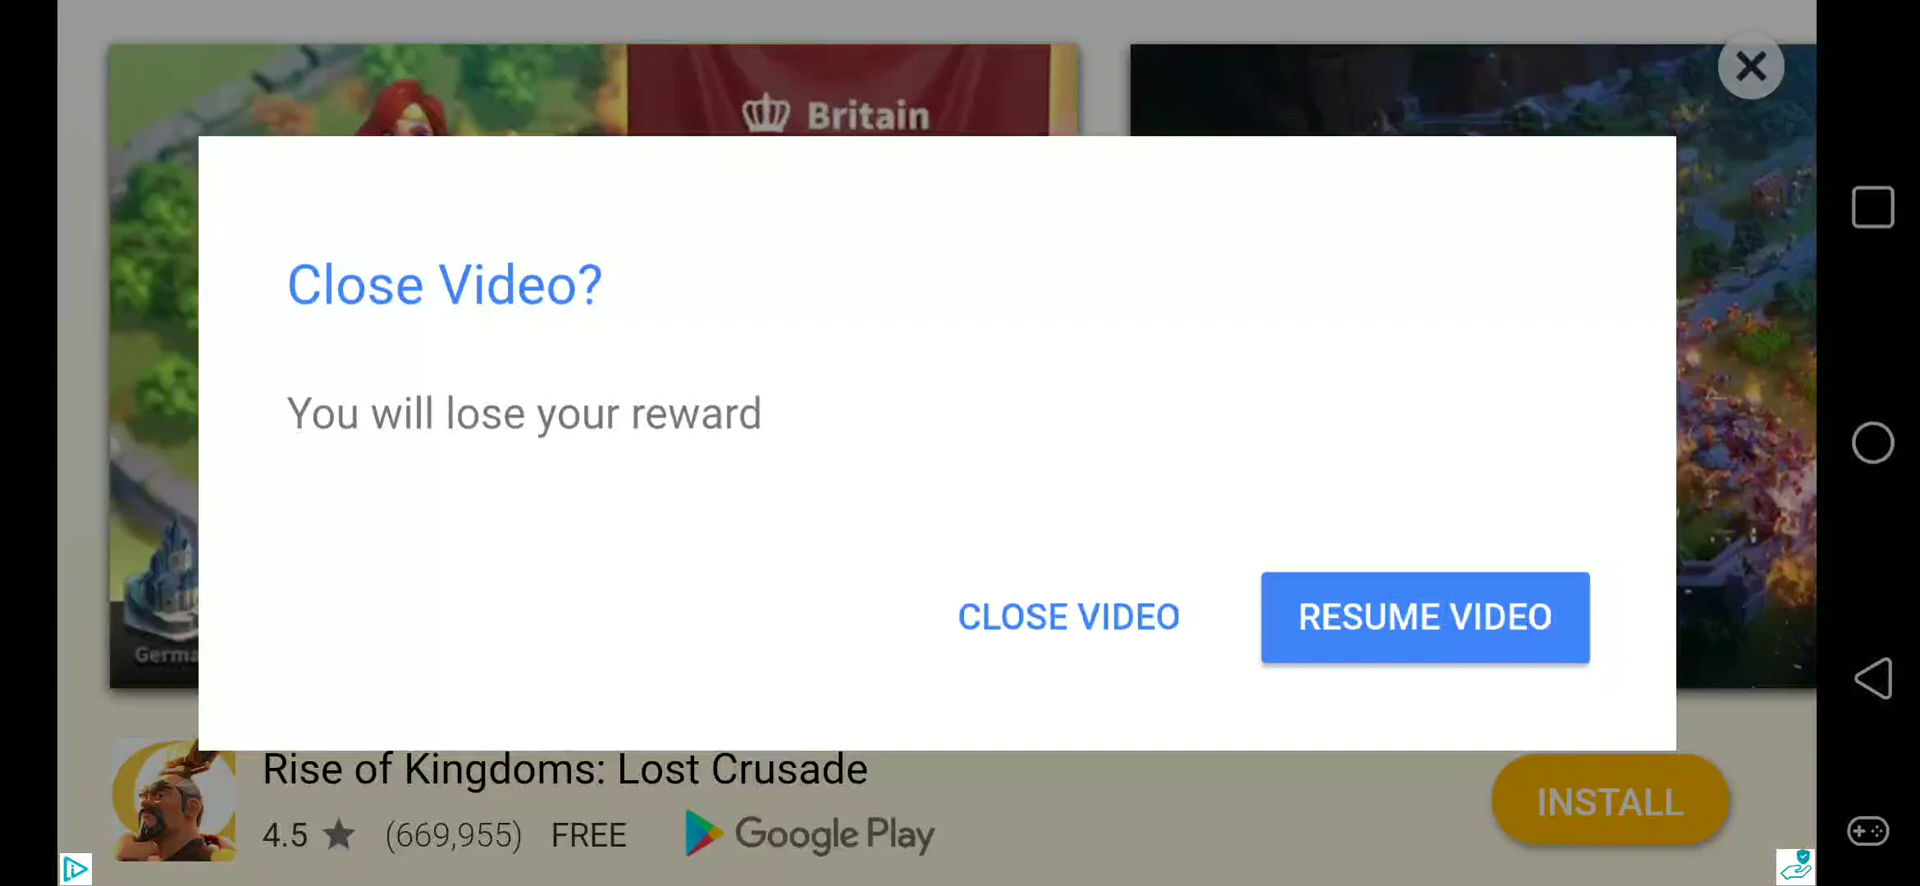 Britain
Close Video?
You will lose your reward
CLOSE VIDEO
RESUME VIDEO
Germa
Rise of Kingdoms: Lost Crusade
4.5 ★ (669,955) FREE Google Play
INSTALL